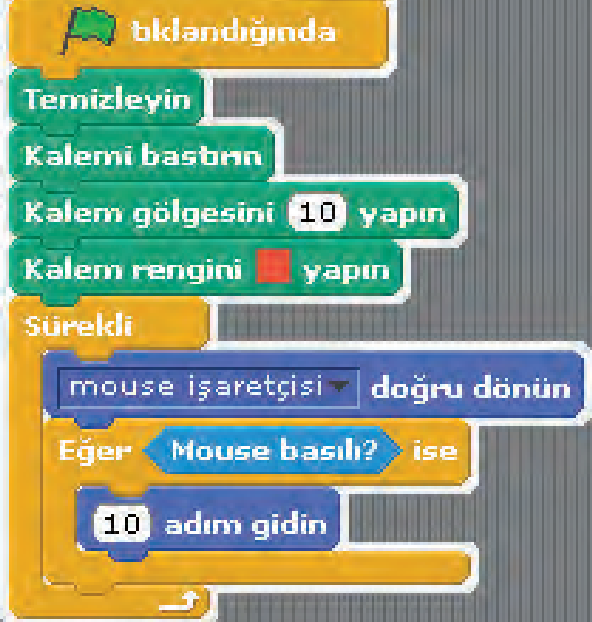 tıklandığında
Temizleyin
Kalemi bastırın
Kalem gölgesini 10 yapın
Kalem rengini yapın
Sürekli
mouse işaretçisi doğru dönün
Eğer Mouse basılı? ise
10 adım gidin